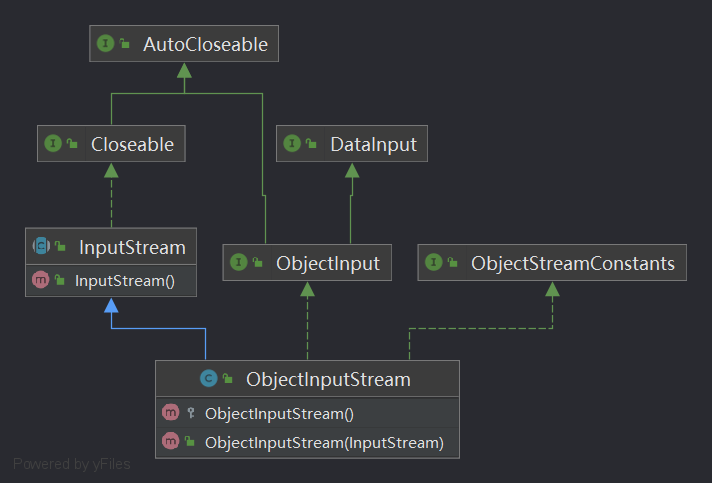 AutoCloseable
Closeable
DataInput
InputStream
InputStream()
ObjectInput
ObjectStreamConstants
ObjectInputStream
ObjectInputStream()
ObjectInputStream(InputStream)
Powered by yFiles